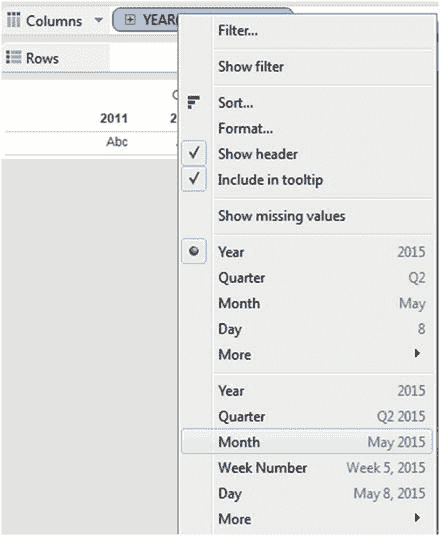 Columns YEAR(
Filter...
Rows
Show filter
Sort...
2011 2
Format...
Abc
Show header
Include in tooltip
Show missing values
Year 2015
Quarter Q2
Month May
Day 8
More
Year 2015
Quarter Q2 2015
Month May 2015
Week Number Week 5, 2015
Day May 8, 2015
More